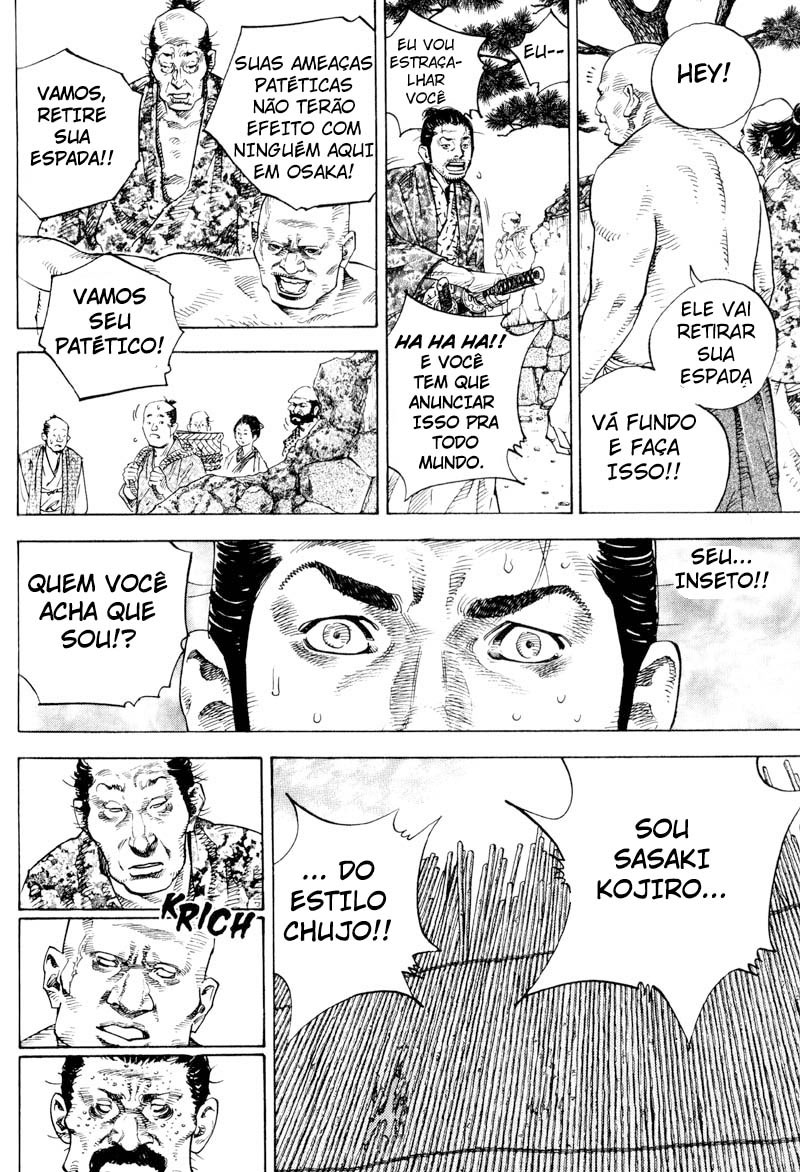 HEY!
ELE VAI
RETIRAR
SUA
ESPADA
VÁ FUNDO
E FAÇA
ISSO!!
EU--
EU VOU
ESTRAÇA-
LHAR
VOCÊ
HA HA HA!!
E VOCÊ
TEM QUE
ANUNCIAR
ISSO PRA
TODO
MUNDO.
SUAS AMEAÇAS
PATÉTICAS
NÃO TERÃO
EFEITO COM
NINGUÉM AQUI
EM OSAKA!
VAMOS,
RETIRE
SUA
ESPADA!!
VAMOS
SEU
PATÉTICO!
SEU...
INSETO!!
QUEM VOCÊ
ACHA QUE
SOU!?
SOU
SASAKI
KOJIRO...
... DO
ESTILO
CHUJO!!
KRICH